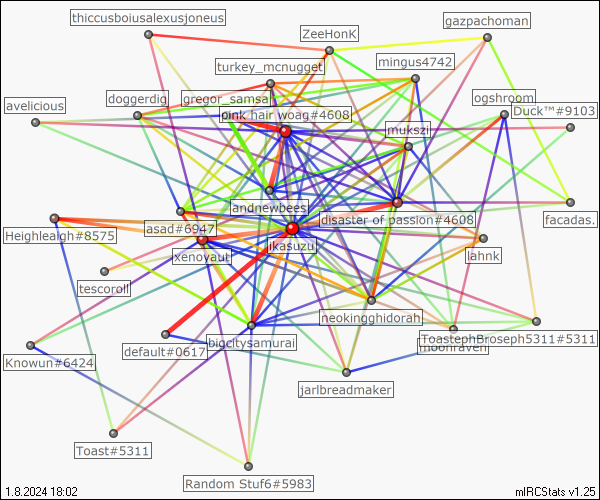 thiccusboiusalexusjoneus
gazpachoman
ZeeHonK
mingus4742
turkey_mcnugget
ogshroom
doggerdig
gregor_samsa
avelicious
Duck™#9103
pink hair woag#4608
mukszi
andnewbees
disaster of passion#4608
facadas.
asad#6947
Heighleaigh#8575
ikasuzu
lahnk
xenoyaut
tescoroll
neokingghidorah
ToastephBroseph5311#5311
bigcitysamurai
moonraven
default#0617
Knowun#6424
jarlbreadmaker
Toast#5311
Random Stuf6#5983
1.8.2024 18:02
mIRCStats v1.25